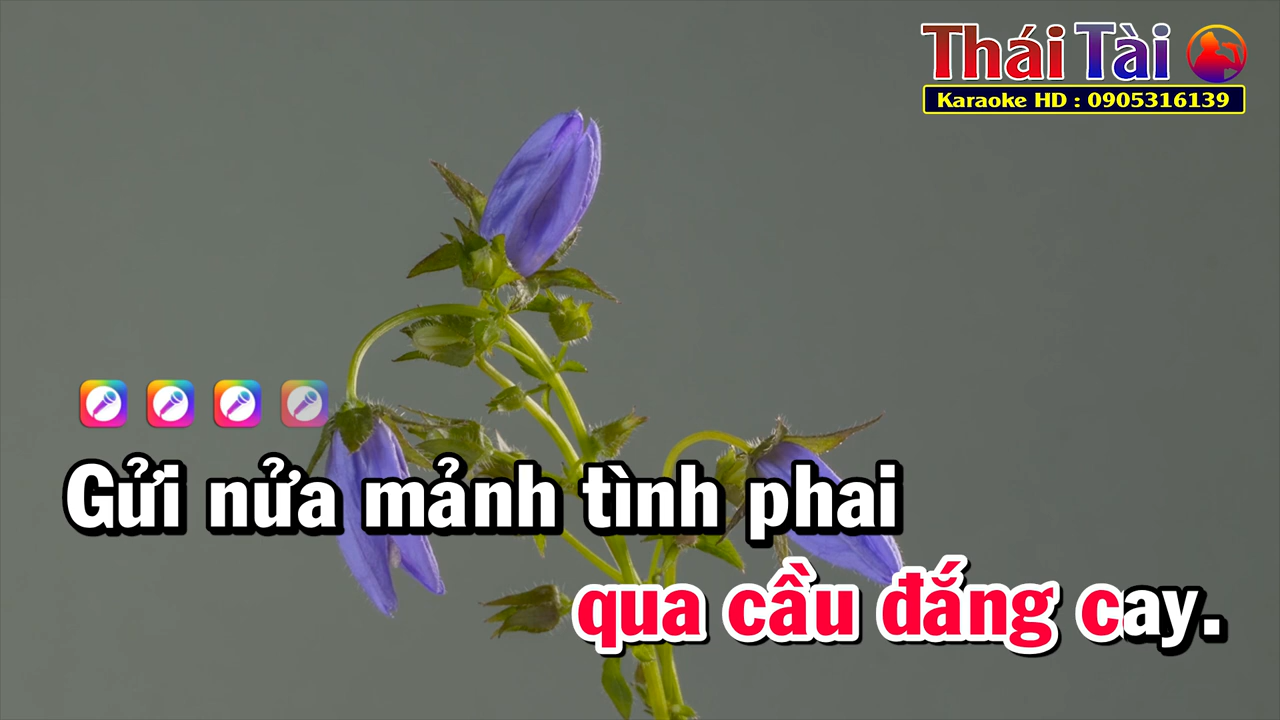 Thái Tài
Karaoke HD : 0905316139
Gửi nửa mảnh tình phai
qua cầu đắng cay.